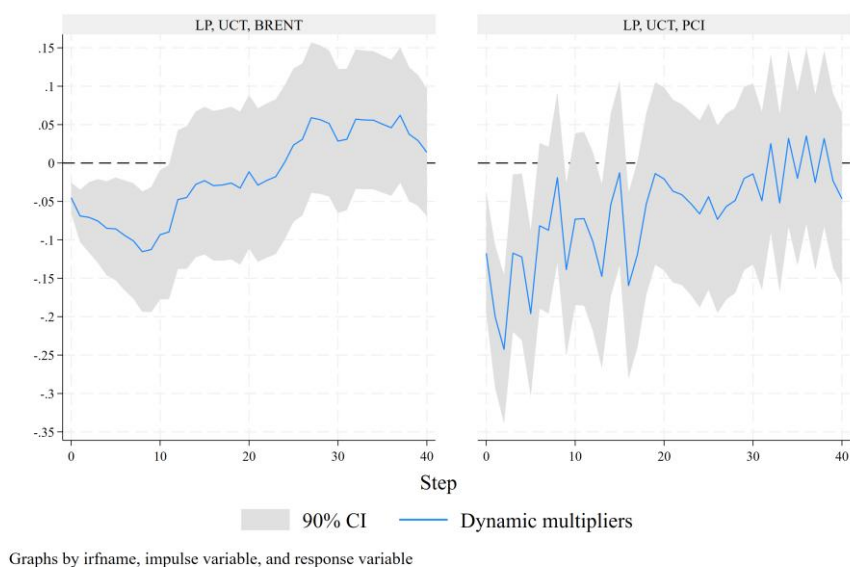 LP, UCT, BRENT
LP, UCT, PCI
.15
.1
.05
0
-.05
-.1
-.15
-.2
-.25
-.3
-.35
0 10 20 30 40
0 10 20 30 40
Step
90% CI Dynamic multipliers
Graphs by irfname, impulse variable, and response variable